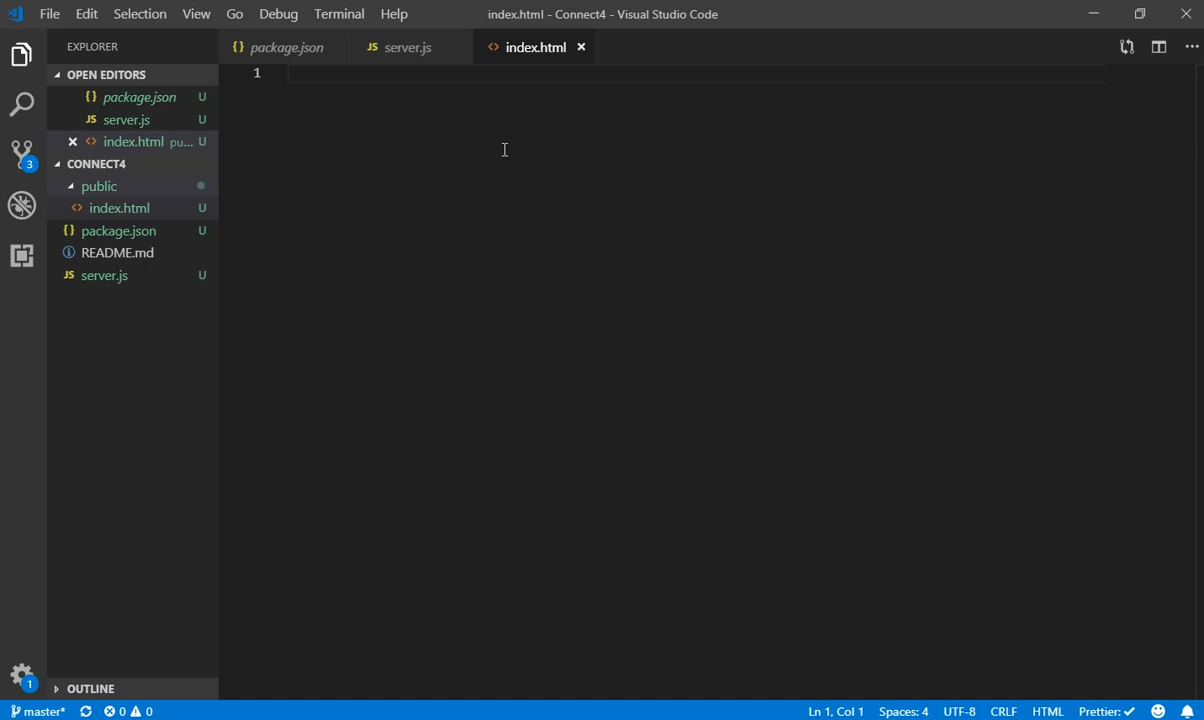 File Edit Selection View Go Debug Terminal Help index.html - Connect4 - Visual Studio Code
EXPLORER
{} package.json JS server.js <> index.html ×
OPEN EDITORS
{} package.json U
JS server.js U
× <> index.html pu... U
CONNECT4
public
<> index.html U
{} package.json U
README.md
JS server.js U
1
3
1
OUTLINE
master* 0 0 Ln 1, Col 1 Spaces: 4 UTF-8 CRLF HTML Prettier: ✓